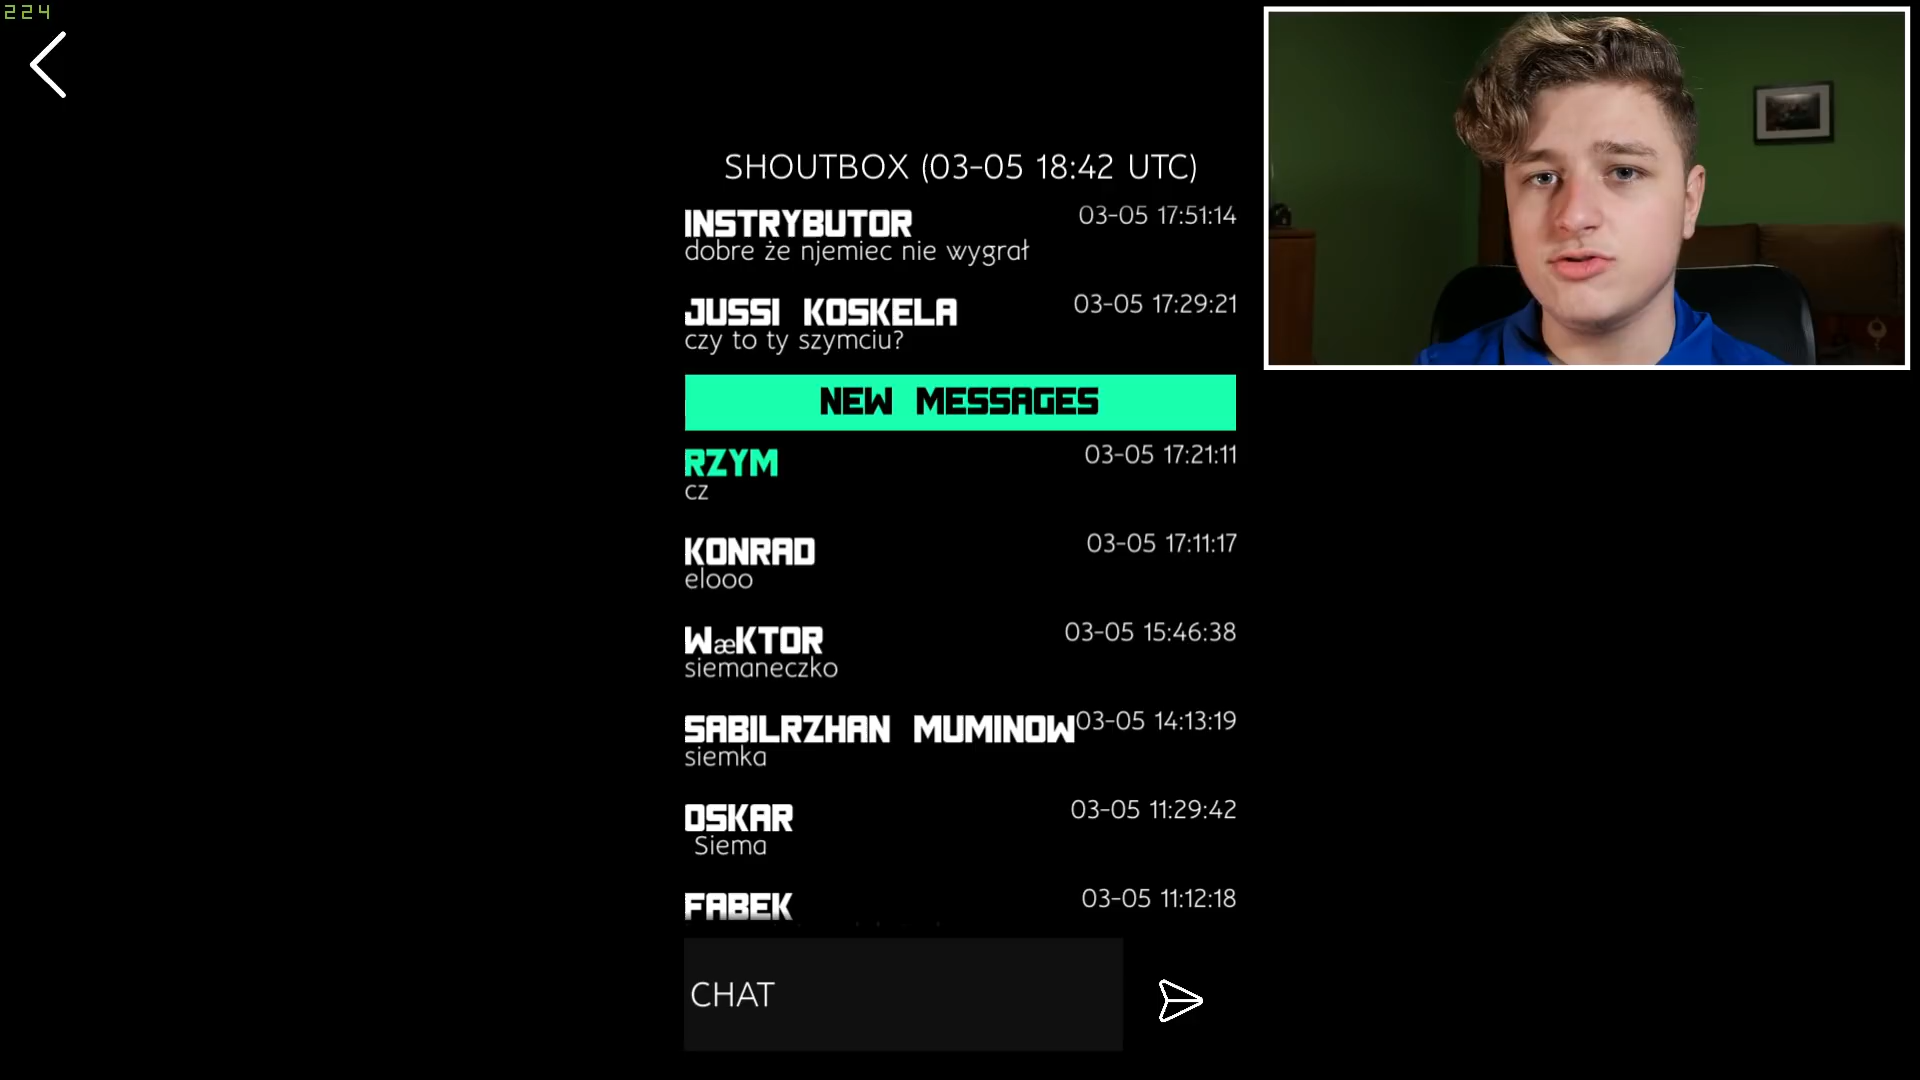 224
SHOUTBOX (03-05 18:42 UTC)
INSTRYBUTOR 03-05 17:51:14
dobre że njemiec nie wygrał
JUSSI KOSKELA 03-05 17:29:21
czy to ty szymciu?
NEW MESSAGES
RZYM 03-05 17:21:11
cz
KONRAD 03-05 17:11:17
elooo
WæKTOR 03-05 15:46:38
siemaneczko
SABILRZHAN MUMINOW 03-05 14:13:19
siemka
OSKAR 03-05 11:29:42
Siema
FABEK 03-05 11:12:18
CHAT